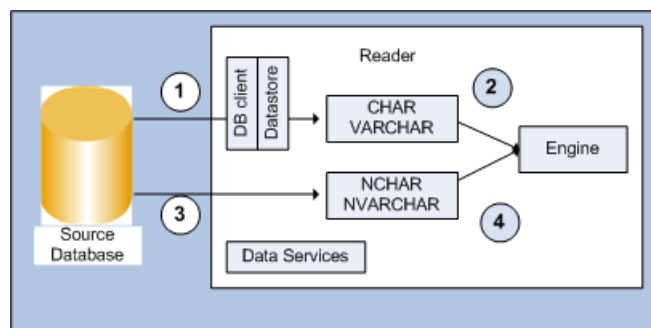 Reader
1
DB client
Datastore
CHAR
VARCHAR
2
Engine
3
NCHAR
NVARCHAR
4
Source
Database
Data Services